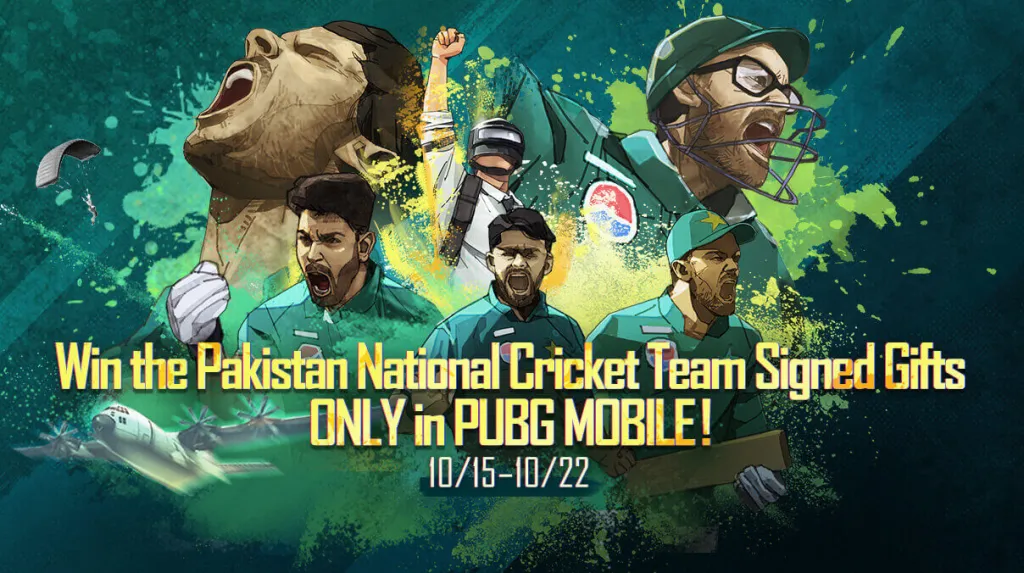 Win the Pakistan National Cricket Team Signed Gifts
ONLY in PUBG MOBILE!
10/15-10/22